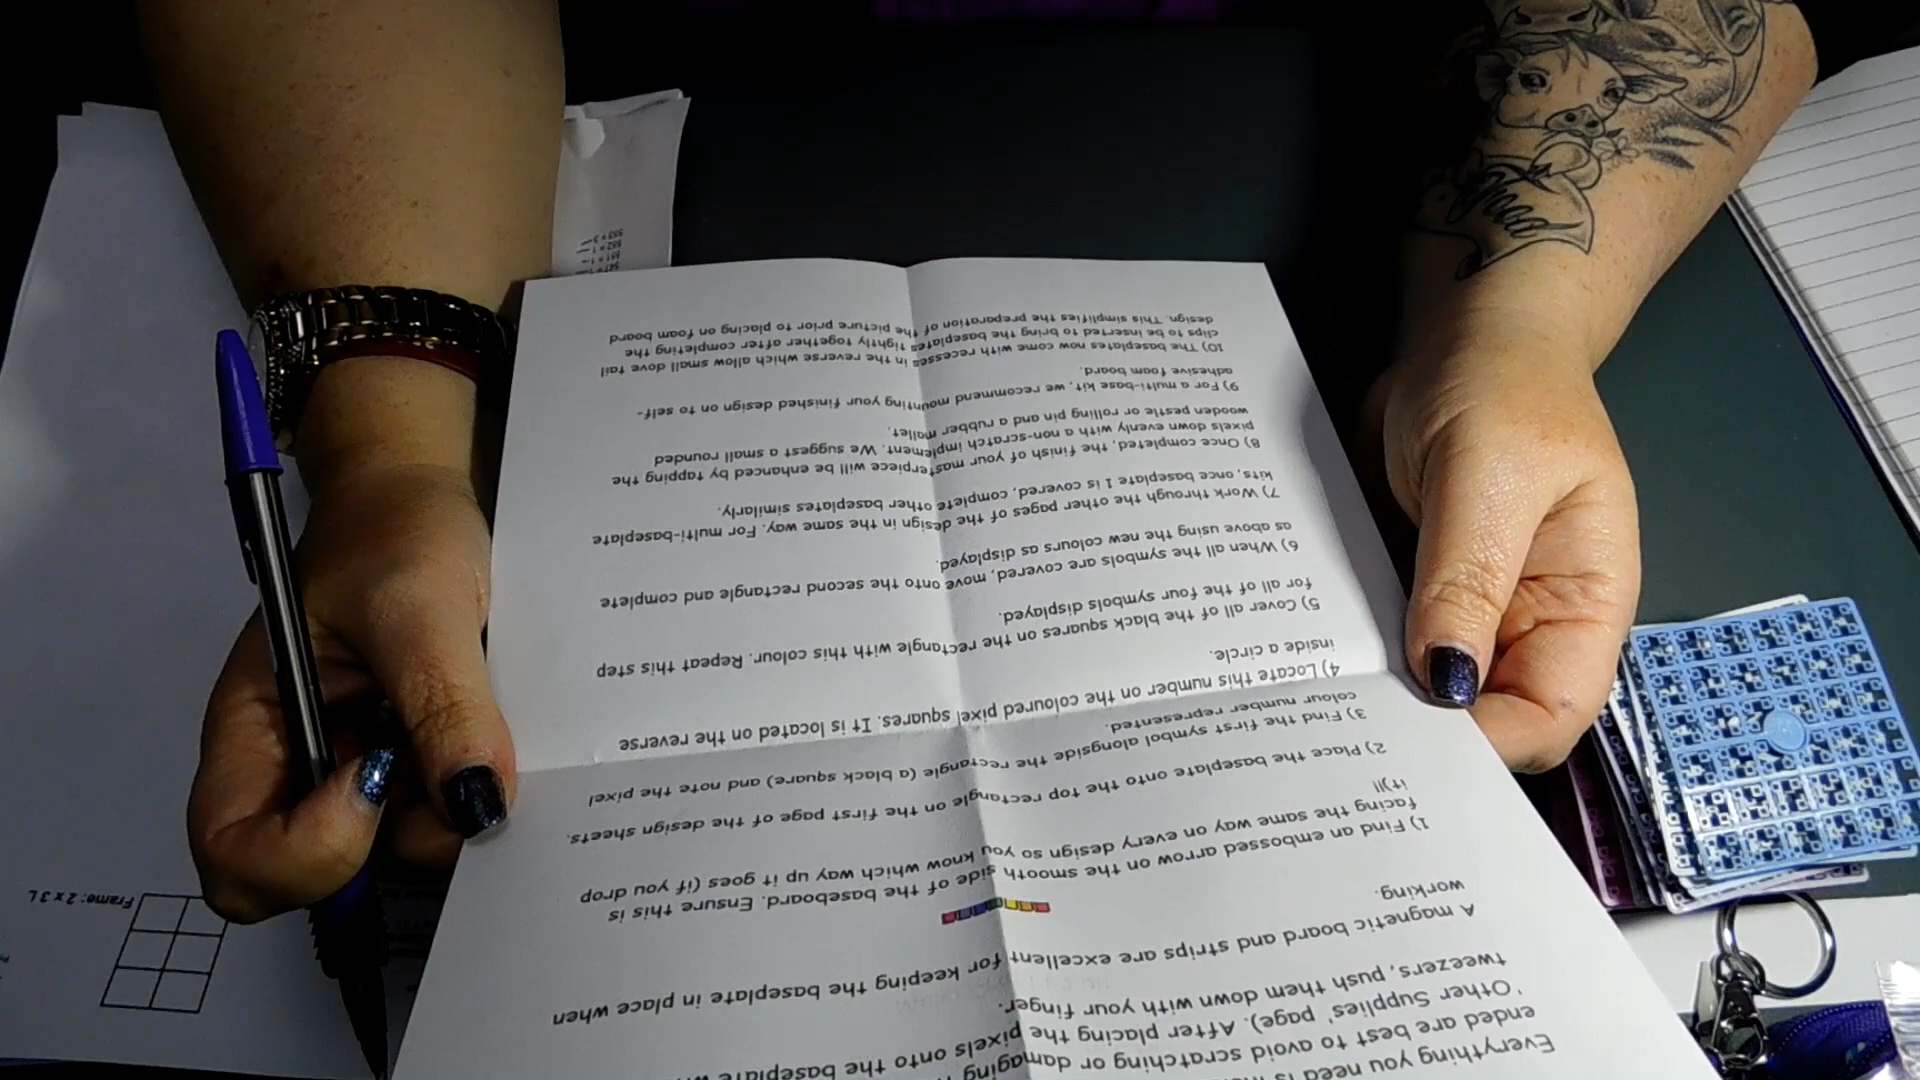 Everything you need is
ended are best to avoid scratching or damaging
'Other Supplies' page). After placing the pixels onto the baseplate
tweezers, push them down with your finger.
A magnetic board and strips are excellent for keeping the baseplate in place when
working.
1) Find an embossed arrow on the smooth side of the baseboard. Ensure this is
facing the same way on every design so you know which way up it goes (if you drop
it)!!
2) Place the baseplate onto the top rectangle on the first page of the design sheets.
3) Find the first symbol alongside the rectangle (a black square) and note the pixel
colour number represented.
4) Locate this number on the coloured pixel squares. It is located on the reverse
inside a circle.
5) Cover all of the black squares on the rectangle with this colour. Repeat this step
for all of the four symbols displayed.
6) When all the symbols are covered, move onto the second rectangle and complete
as above using the new colours as displayed.
7) Work through the other pages of the design in the same way. For multi-baseplate
kits, once baseplate 1 is covered, complete other baseplates similarly.
8) Once completed, the finish of your masterpiece will be enhanced by tapping the
pixels down evenly with a non-scratch implement. We suggest a small rounded
wooden pestle or rolling pin and a rubber mallet.
9) For a multi-base kit, we recommend mounting your finished design on to self-
adhesive foam board.
10) The baseplates now come with recesses in the reverse which allow small dove tail
clips to be inserted to bring the baseplates tightly together after completing the
design. This simplifies the preparation of the picture prior to placing on foam board
Frame: 2 x 3 L